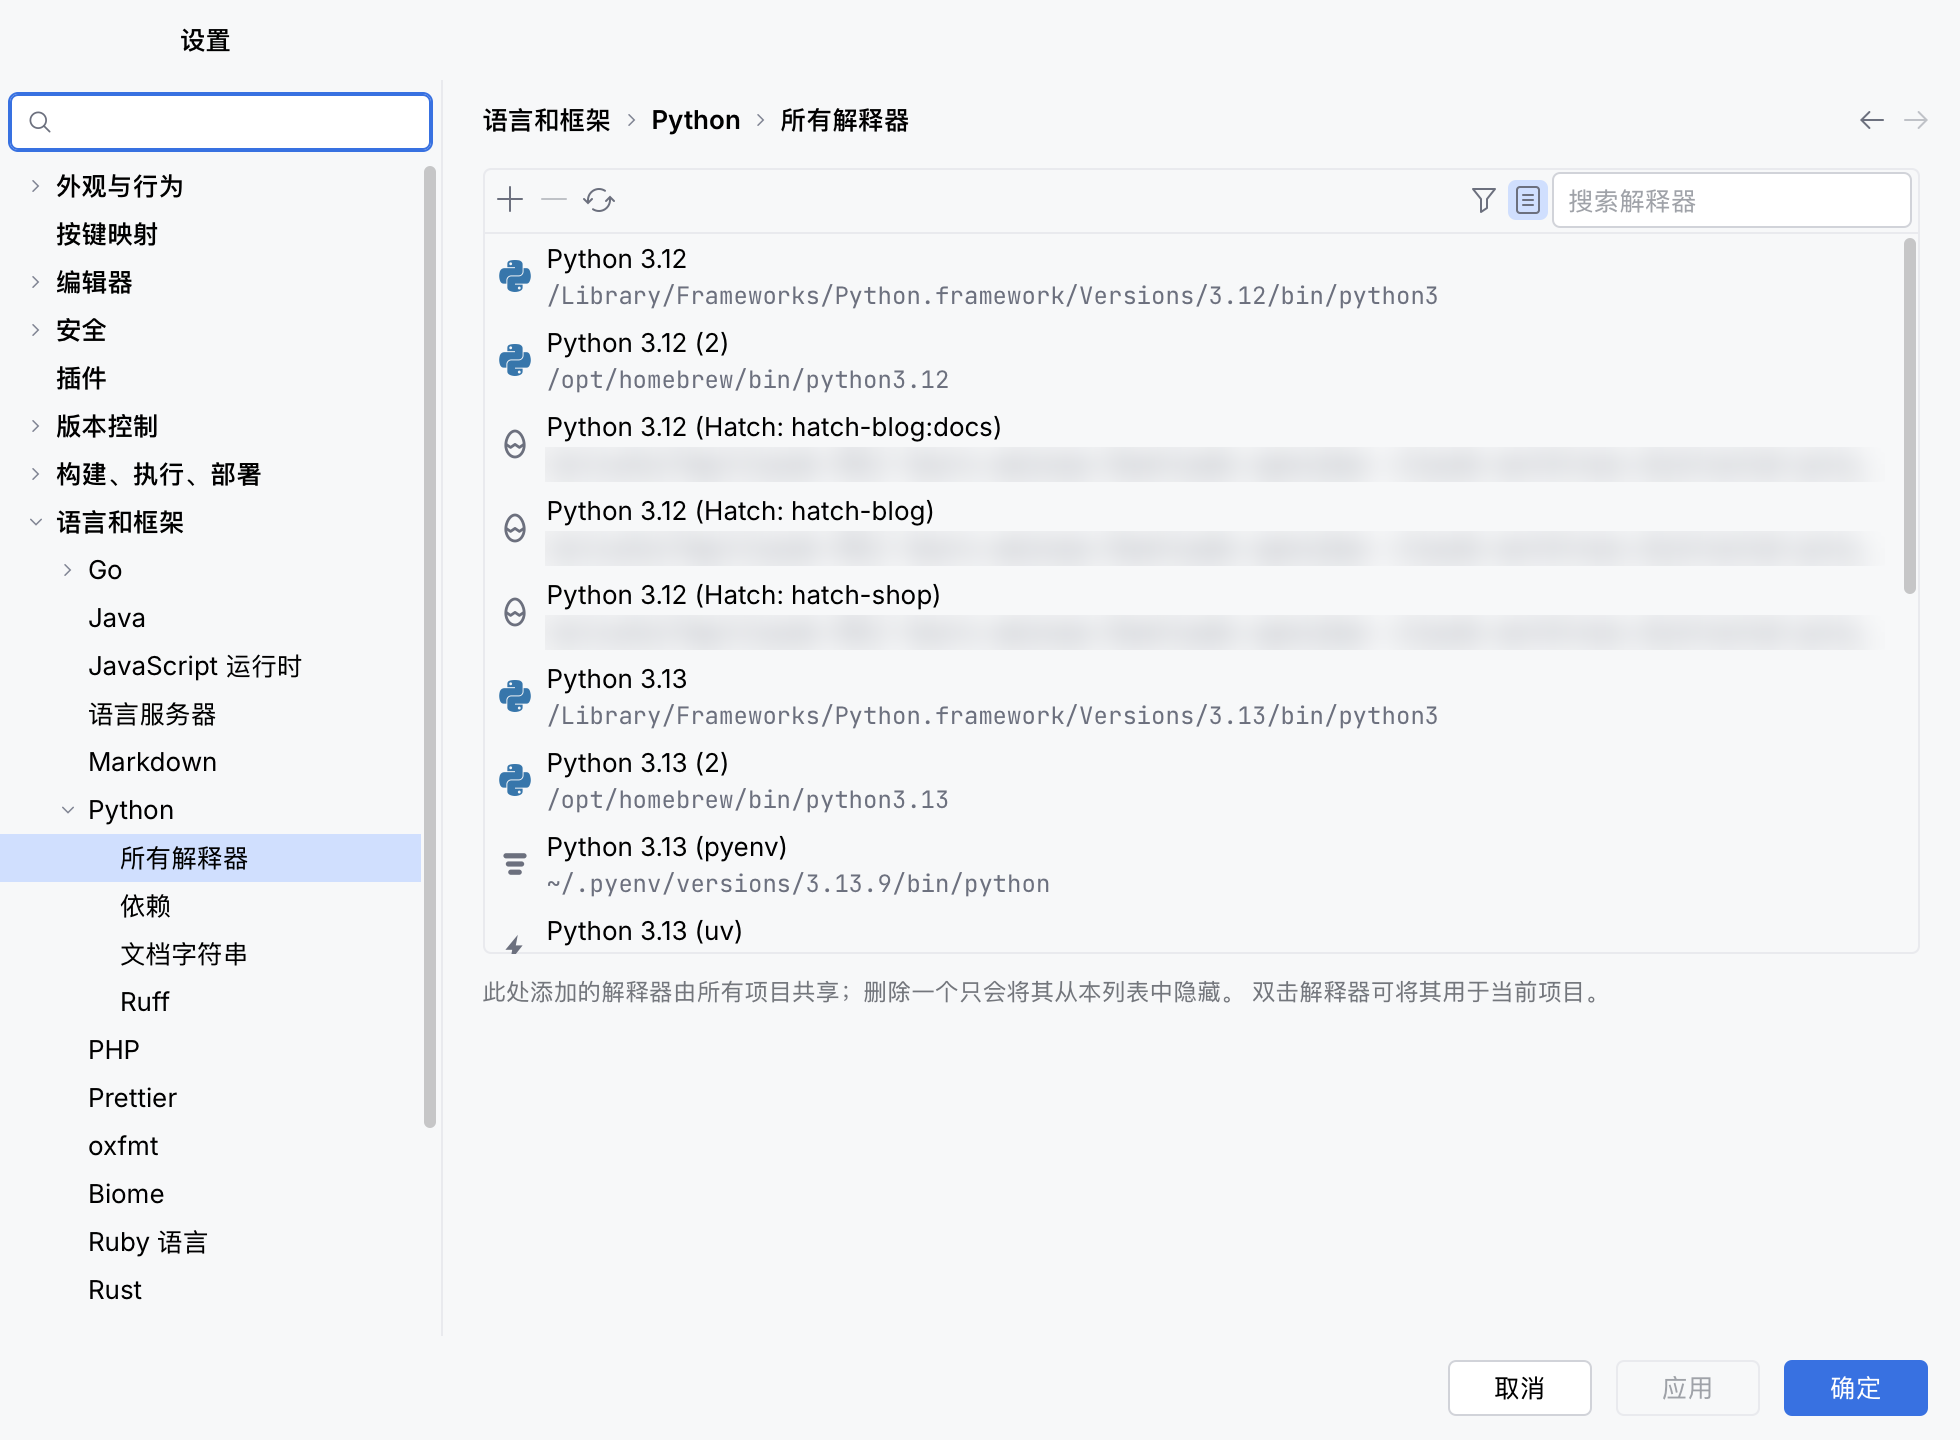 设置
外观与行为
按键映射
编辑器
安全
插件
版本控制
构建、执行、部署
语言和框架
Go
Java
JavaScript 运行时
语言服务器
Markdown
Python
所有解释器
依赖
文档字符串
Ruff
PHP
Prettier
oxfmt
Biome
Ruby 语言
Rust
语言和框架 › Python › 所有解释器
搜索解释器
Python 3.12
/Library/Frameworks/Python.framework/Versions/3.12/bin/python3
Python 3.12 (2)
/opt/homebrew/bin/python3.12
Python 3.12 (Hatch: hatch-blog:docs)
Python 3.12 (Hatch: hatch-blog)
Python 3.12 (Hatch: hatch-shop)
Python 3.13
/Library/Frameworks/Python.framework/Versions/3.13/bin/python3
Python 3.13 (2)
/opt/homebrew/bin/python3.13
Python 3.13 (pyenv)
~/.pyenv/versions/3.13.9/bin/python
Python 3.13 (uv)
此处添加的解释器由所有项目共享；删除一个只会将其从本列表中隐藏。 双击解释器可将其用于当前项目。
取消
应用
确定